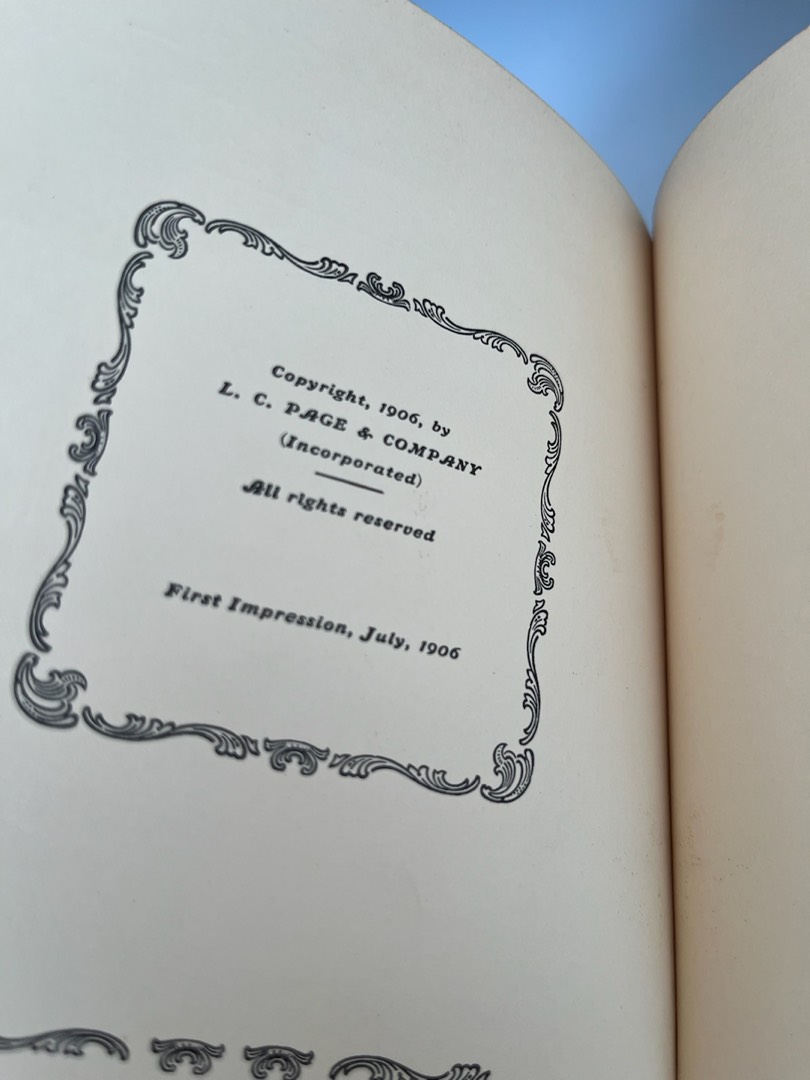 Copyright, 1906, by
L. C. PAGE & COMPANY
(Incorporated)
All rights reserved
First Impression, July, 1906